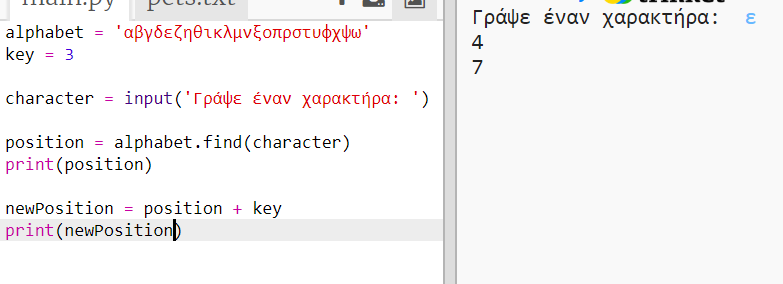 main.py pets.txt
alphabet = 'αβγδεζηθικλμνξοπρστυφχψω'
key = 3
character = input('Γράψε έναν χαρακτήρα: ')
position = alphabet.find(character)
print(position)
newPosition = position + key
print(newPosition)
trinket
Γράψε έναν χαρακτήρα: ε
4
7